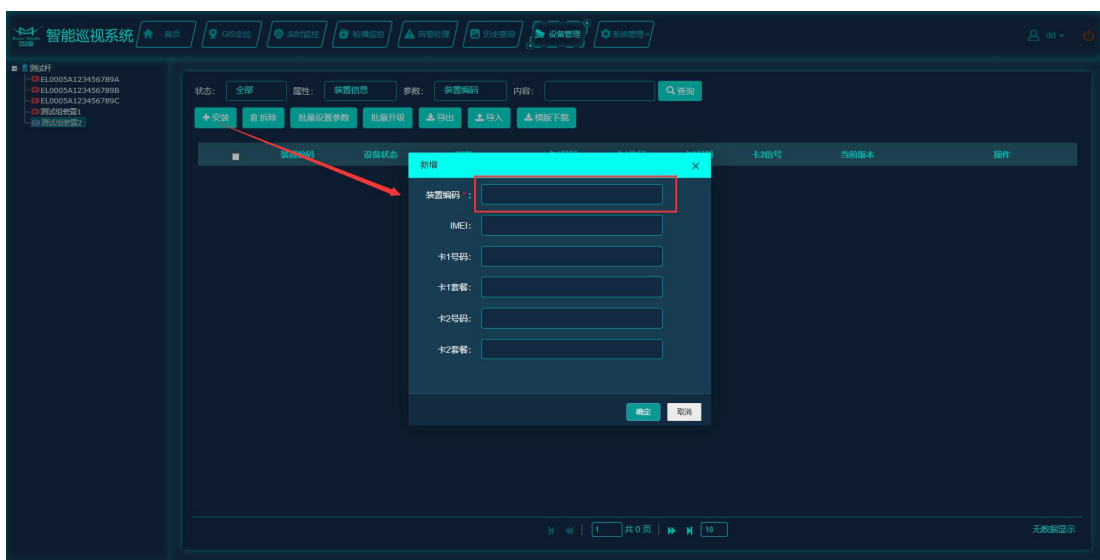 智能巡视系统 首页 GIS定位 实时监控 轮播监控 告警处理 历史查询 设备管理 系统管理 dd
测试杆
EL0005A123456789A
EL0005A123456789B
EL0005A123456789C
测试组装置1
测试组装置2
状态: 全部 属性: 装置信息 参数: 装置编码 内容: 查询
安装 拆除 批量设置参数 批量升级 导出 导入 模版下载
装置编码 设备状态 卡2信号 当前版本 操作
新增
装置编码*:
IMEI:
卡1号码:
卡1套餐:
卡2号码:
卡2套餐:
确定 取消
1 共 0 页 10 无数据显示